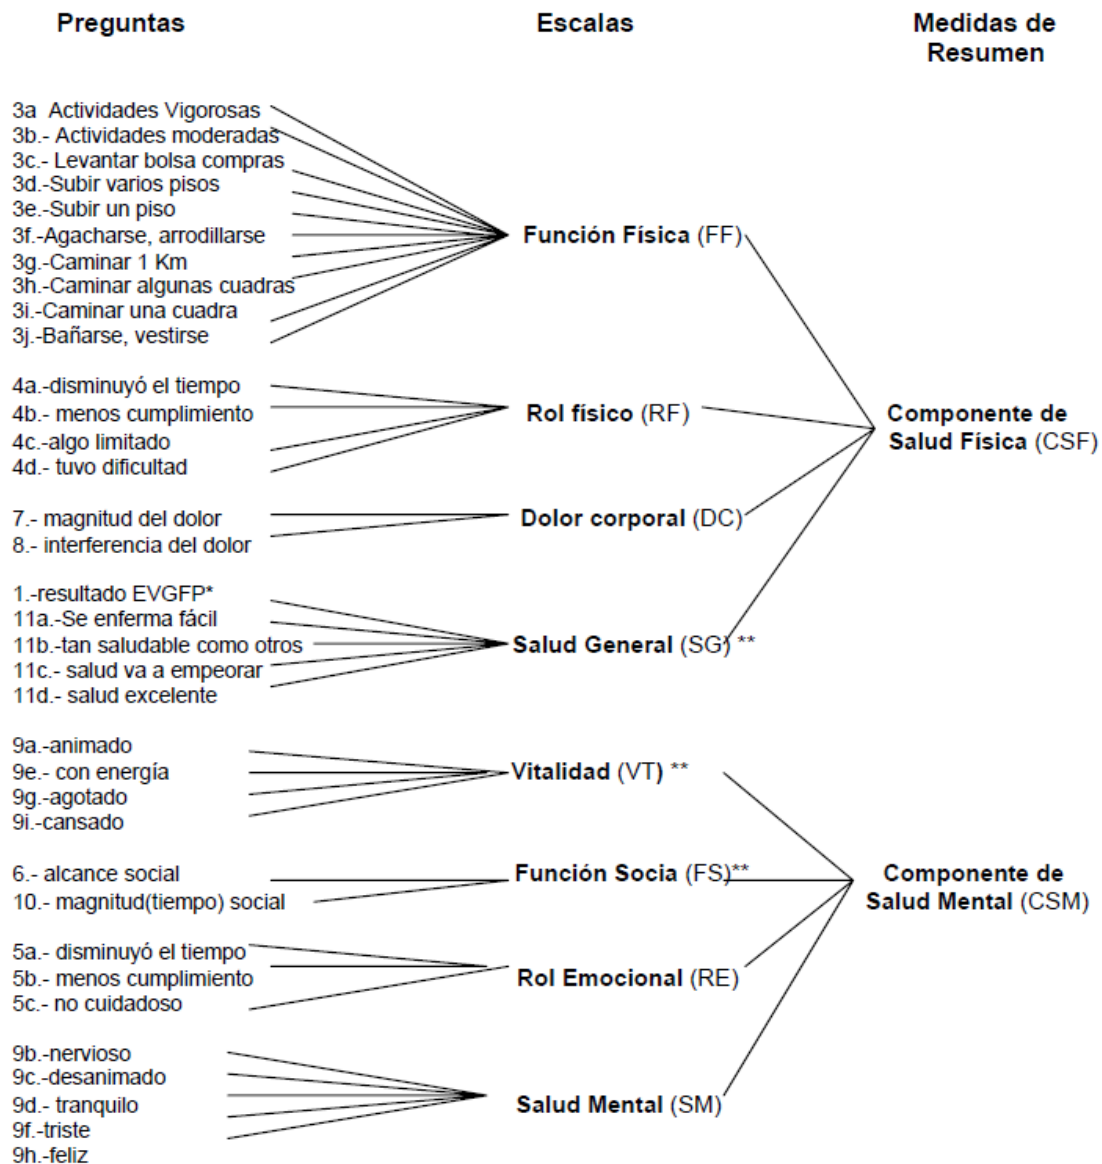 Preguntas
Escalas
Medidas de
Resumen
3a Actividades Vigorosas
3b.- Actividades moderadas
3c.- Levantar bolsa compras
3d.-Subir varios pisos
3e.-Subir un piso
3f.-Agacharse, arrodillarse
3g.-Caminar 1 Km
3h.-Caminar algunas cuadras
3i.-Caminar una cuadra
3j.-Bañarse, vestirse
Función Física (FF)
4a.-disminuyó el tiempo
4b.- menos cumplimiento
4c.-algo limitado
4d.- tuvo dificultad
Rol físico (RF)
Componente de
Salud Física (CSF)
7.- magnitud del dolor
8.- interferencia del dolor
Dolor corporal (DC)
1.-resultado EVGFP*
11a.-Se enferma fácil
11b.-tan saludable como otros
11c.- salud va a empeorar
11d.- salud excelente
Salud General (SG) **
9a.-animado
9e.- con energía
9g.-agotado
9i.-cansado
Vitalidad (VT) **
6.- alcance social
10.- magnitud(tiempo) social
Función Socia (FS)**
Componente de
Salud Mental (CSM)
5a.- disminuyó el tiempo
5b.- menos cumplimiento
5c.- no cuidadoso
Rol Emocional (RE)
9b.-nervioso
9c.-desanimado
9d.- tranquilo
9f.-triste
9h.-feliz
Salud Mental (SM)